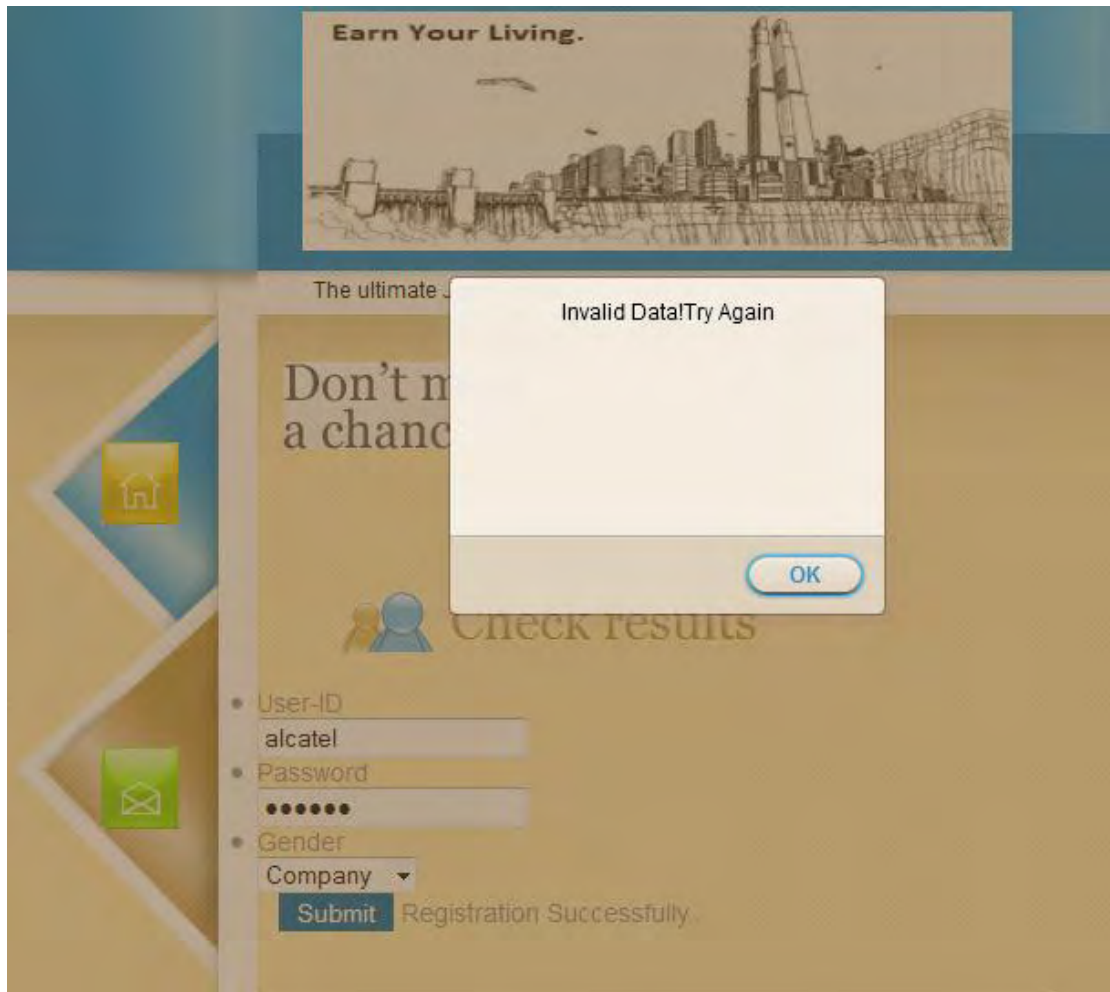 Earn Your Living.
The ultimate
Invalid Data!Try Again
Don't m
a chanc
OK
Check results
User-ID
alcatel
Password
••••••
Gender
Company
Submit Registration Successfully.